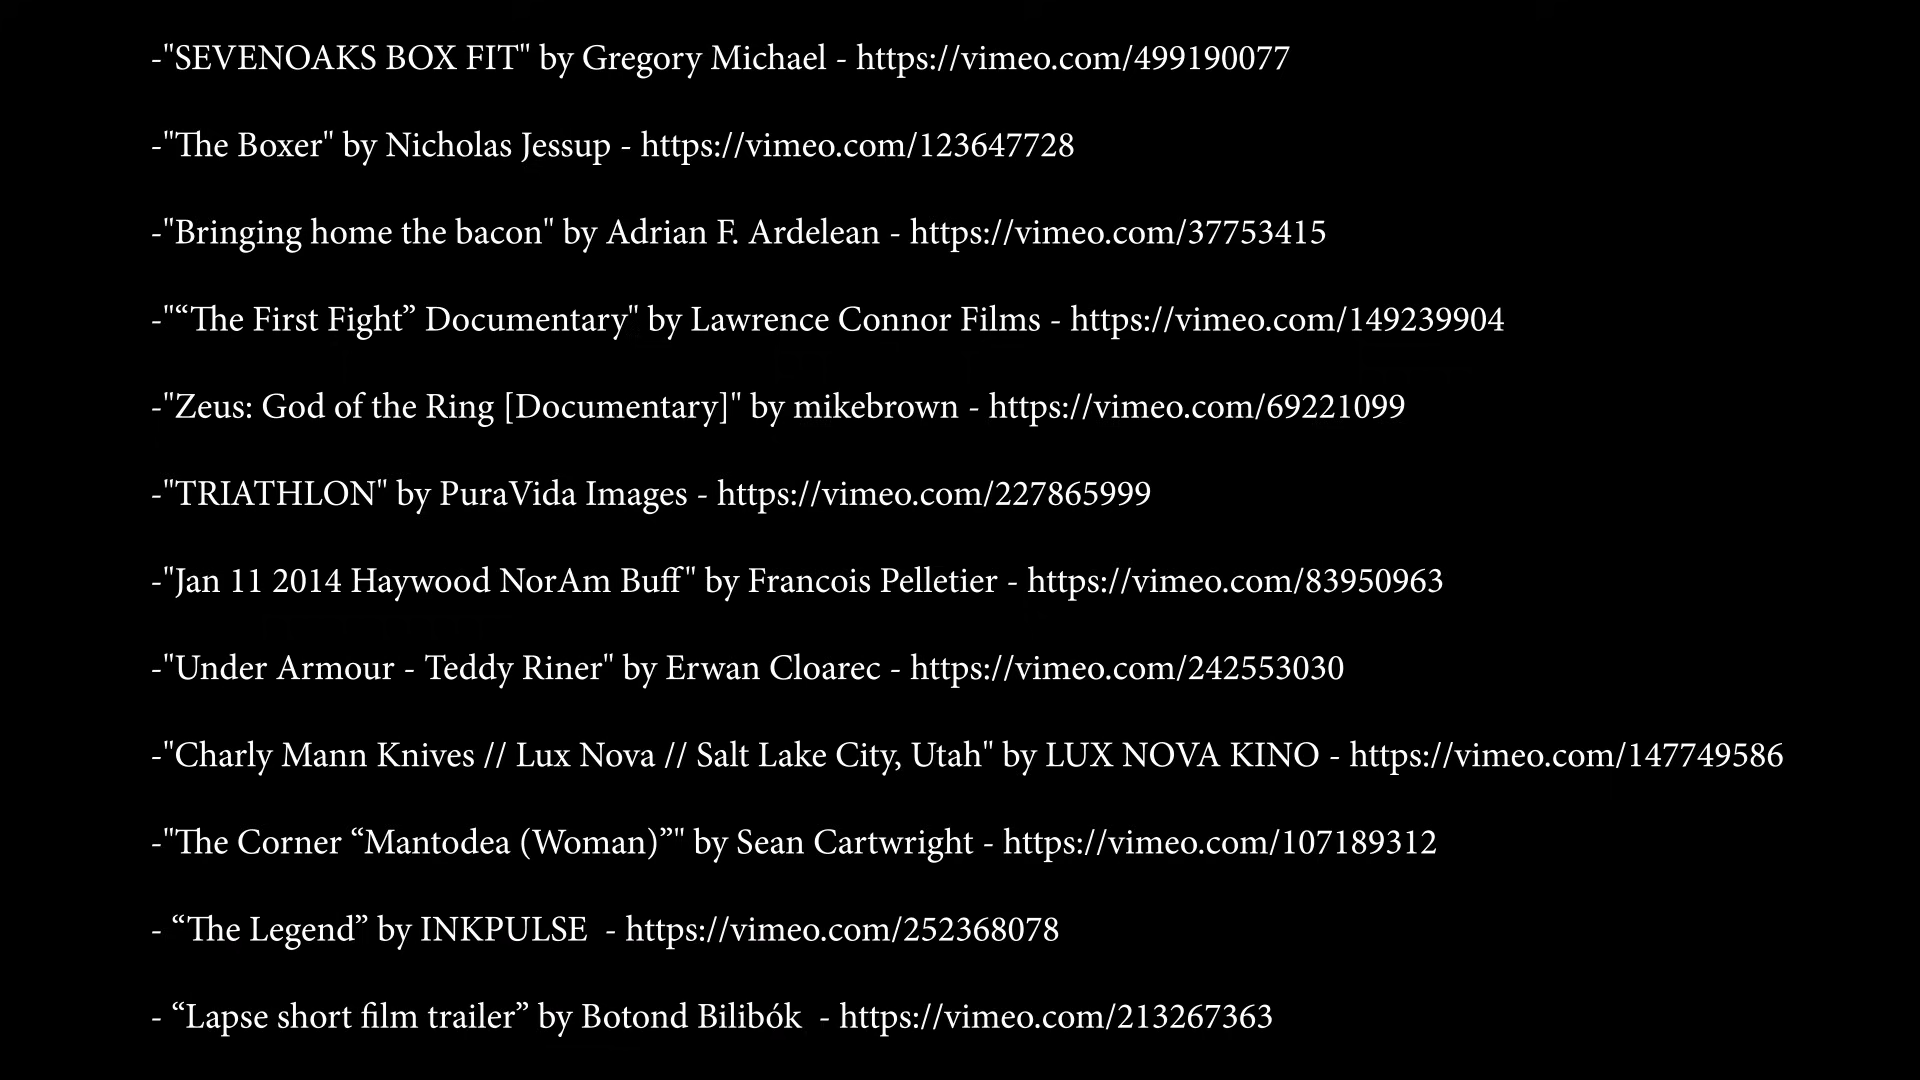 -"SEVENOAKS BOX FIT" by Gregory Michael - https://vimeo.com/499190077
-"The Boxer" by Nicholas Jessup - https://vimeo.com/123647728
-"Bringing home the bacon" by Adrian F. Ardelean - https://vimeo.com/37753415
-"“The First Fight” Documentary" by Lawrence Connor Films - https://vimeo.com/149239904
-"Zeus: God of the Ring [Documentary]" by mikebrown - https://vimeo.com/69221099
-"TRIATHLON" by PuraVida Images - https://vimeo.com/227865999
-"Jan 11 2014 Haywood NorAm Buff" by Francois Pelletier - https://vimeo.com/83950963
-"Under Armour - Teddy Riner" by Erwan Cloarec - https://vimeo.com/242553030
-"Charly Mann Knives // Lux Nova // Salt Lake City, Utah" by LUX NOVA KINO - https://vimeo.com/147749586
-"The Corner “Mantodea (Woman)”" by Sean Cartwright - https://vimeo.com/107189312
- “The Legend” by INKPULSE  - https://vimeo.com/252368078
- “Lapse short film trailer” by Botond Bilibók  - https://vimeo.com/213267363